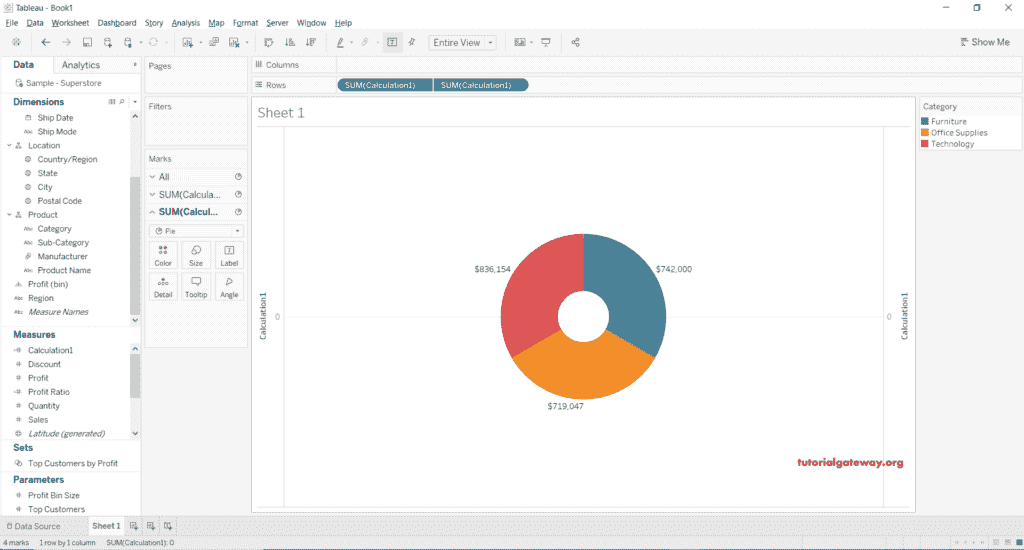 Tableau - Book1
File Data Worksheet Dashboard Story Analysis Map Format Server Window Help
Entire View
Show Me
Data Analytics
Sample - Superstore
Dimensions
Ship Date
Abc Ship Mode
Location
Country/Region
State
City
Postal Code
Product
Abc Category
Abc Sub-Category
Manufacturer
Abc Product Name
Profit (bin)
Abc Region
Abc Measure Names
Measures
Calculation1
Discount
Profit
Profit Ratio
Quantity
Sales
Latitude (generated)
Sets
Top Customers by Profit
Parameters
Profit Bin Size
Top Customers
Pages
Filters
Marks
All
SUM(Calcula...
SUM(Calcul...
Pie
Color Size Label
Detail Tooltip Angle
Columns
Rows SUM(Calculation1) SUM(Calculation1)
Sheet 1
Calculation1
0
$836,154
$742,000
$719,047
0
Calculation1
tutorialgateway.org
Category
Furniture
Office Supplies
Technology
Data Source Sheet 1
4 marks 1 row by 1 column SUM(Calculation1): 0